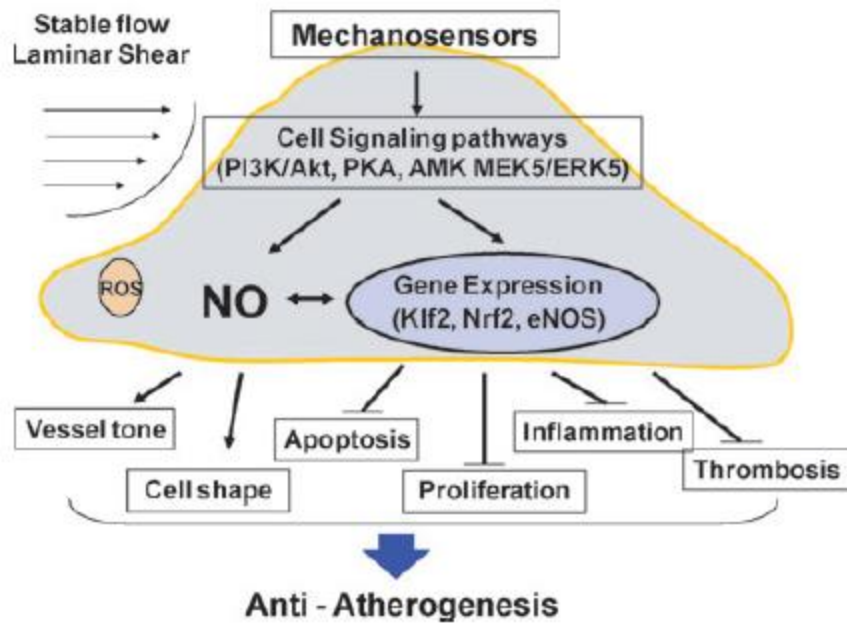 Stable flow
Laminar Shear
Mechanosensors
Cell Signaling pathways
(PI3K/Akt, PKA, AMK MEK5/ERK5)
ROS
NO
Gene Expression
(Klf2, Nrf2, eNOS)
Vessel tone
Cell shape
Apoptosis
Proliferation
Inflammation
Thrombosis
Anti - Atherogenesis